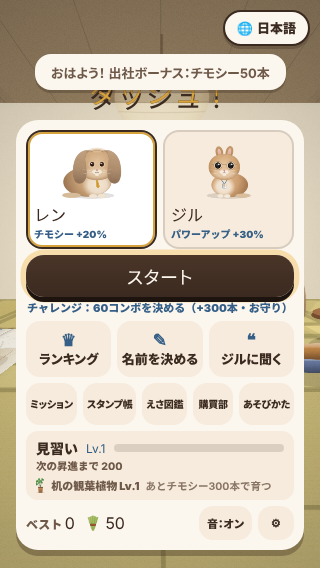 日本語
おはよう! 出社ボーナス:チモシー50本
ダッシュ!
レン
チモシー +20%
ジル
パワーアップ +30%
スタート
チャレンジ:60コンボを決める(+300本・お守り)
ランキング
名前を決める
ジルに聞く
ミッション
スタンプ帳
えさ図鑑
購買部
あそびかた
見習い Lv.1
次の昇進まで 200
机の観葉植物 Lv.1 あとチモシー300本で育つ
ベスト 0 50
音:オン